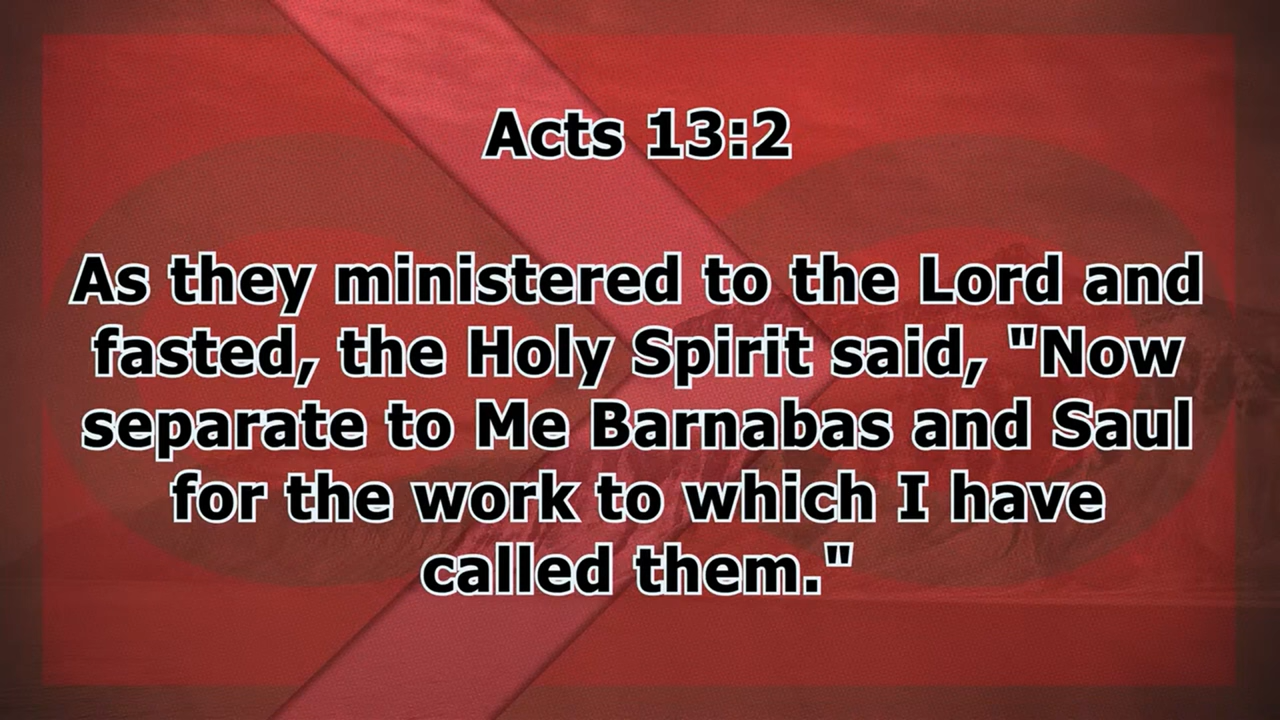 Acts 13:2
As they ministered to the Lord and
fasted, the Holy Spirit said, "Now
separate to Me Barnabas and Saul
for the work to which I have
called them."